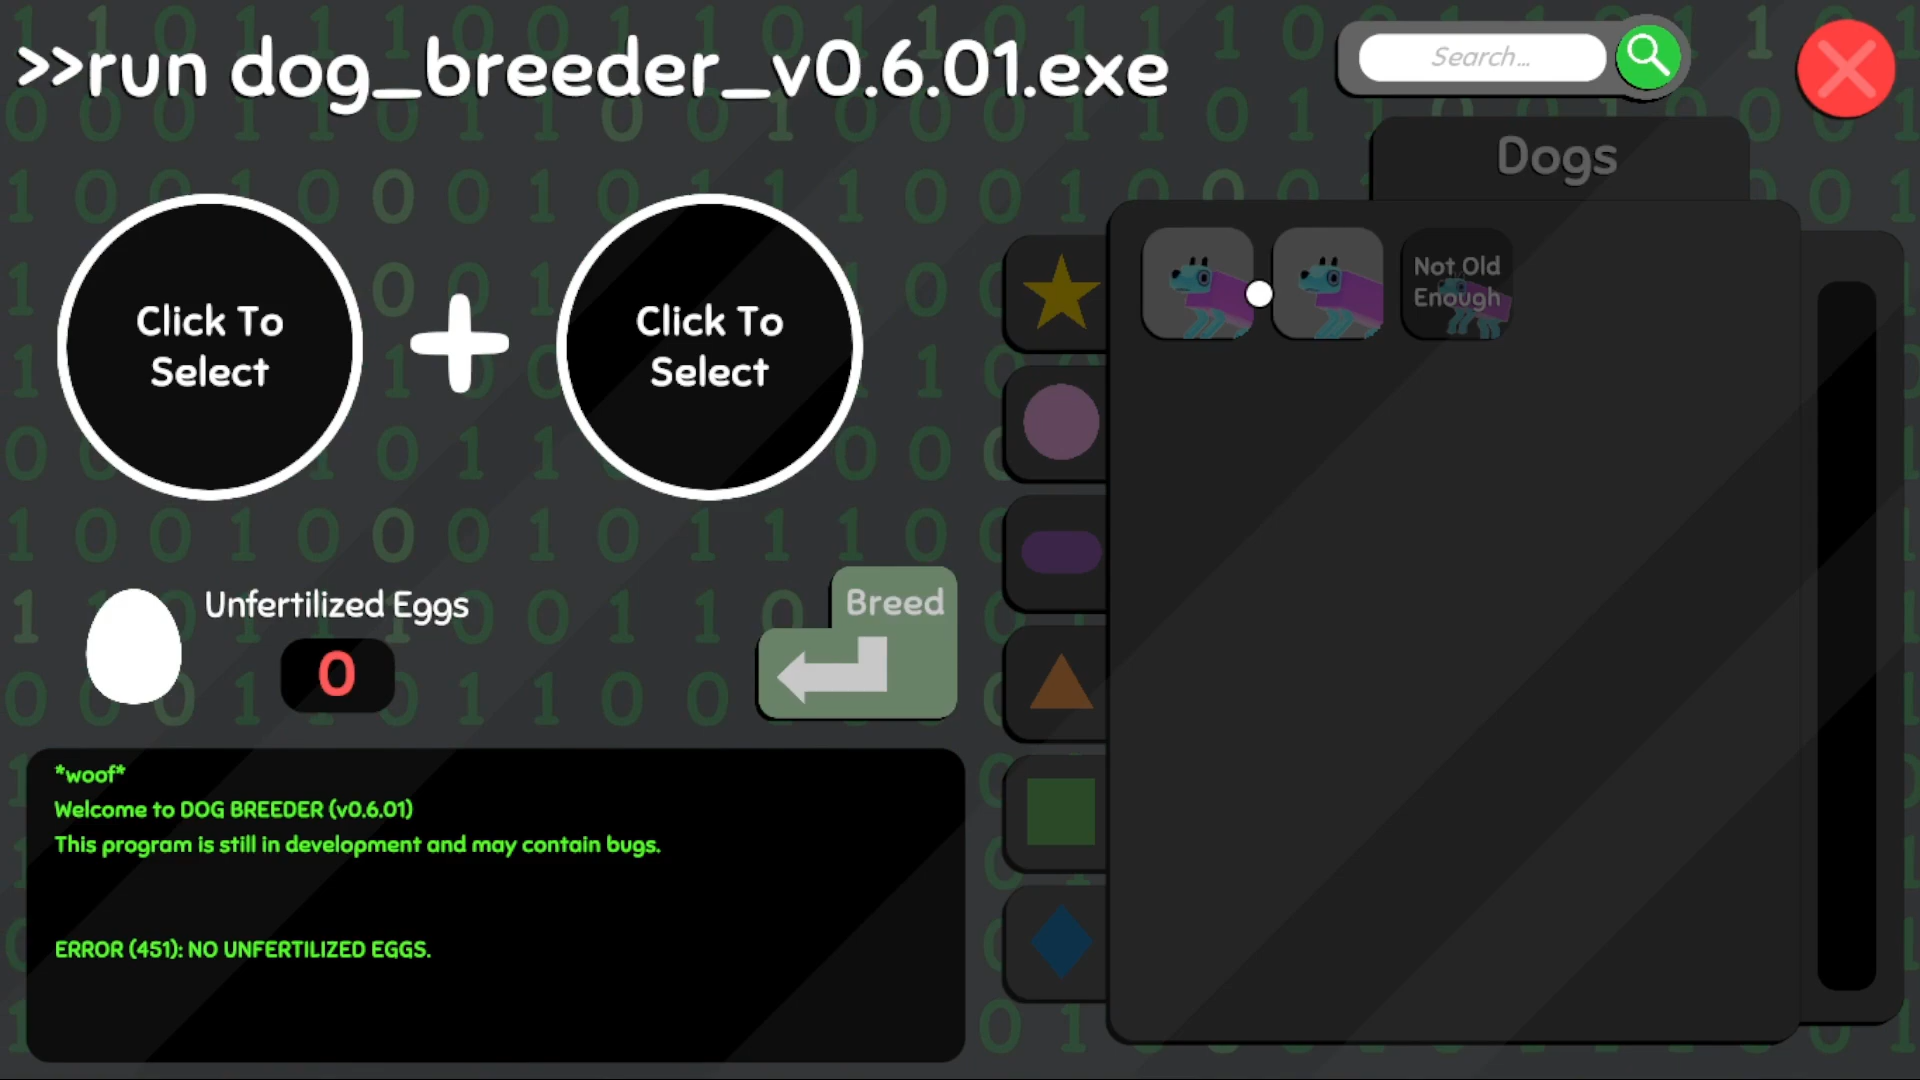 >>run dog_breeder_v0.6.01.exe
Search...
Dogs
Click To
Select
Click To
Select
Not Old
Enough
Unfertilized Eggs
0
Breed
*woof*
Welcome to DOG BREEDER (v0.6.01)
This program is still in development and may contain bugs.
ERROR (451): NO UNFERTILIZED EGGS.